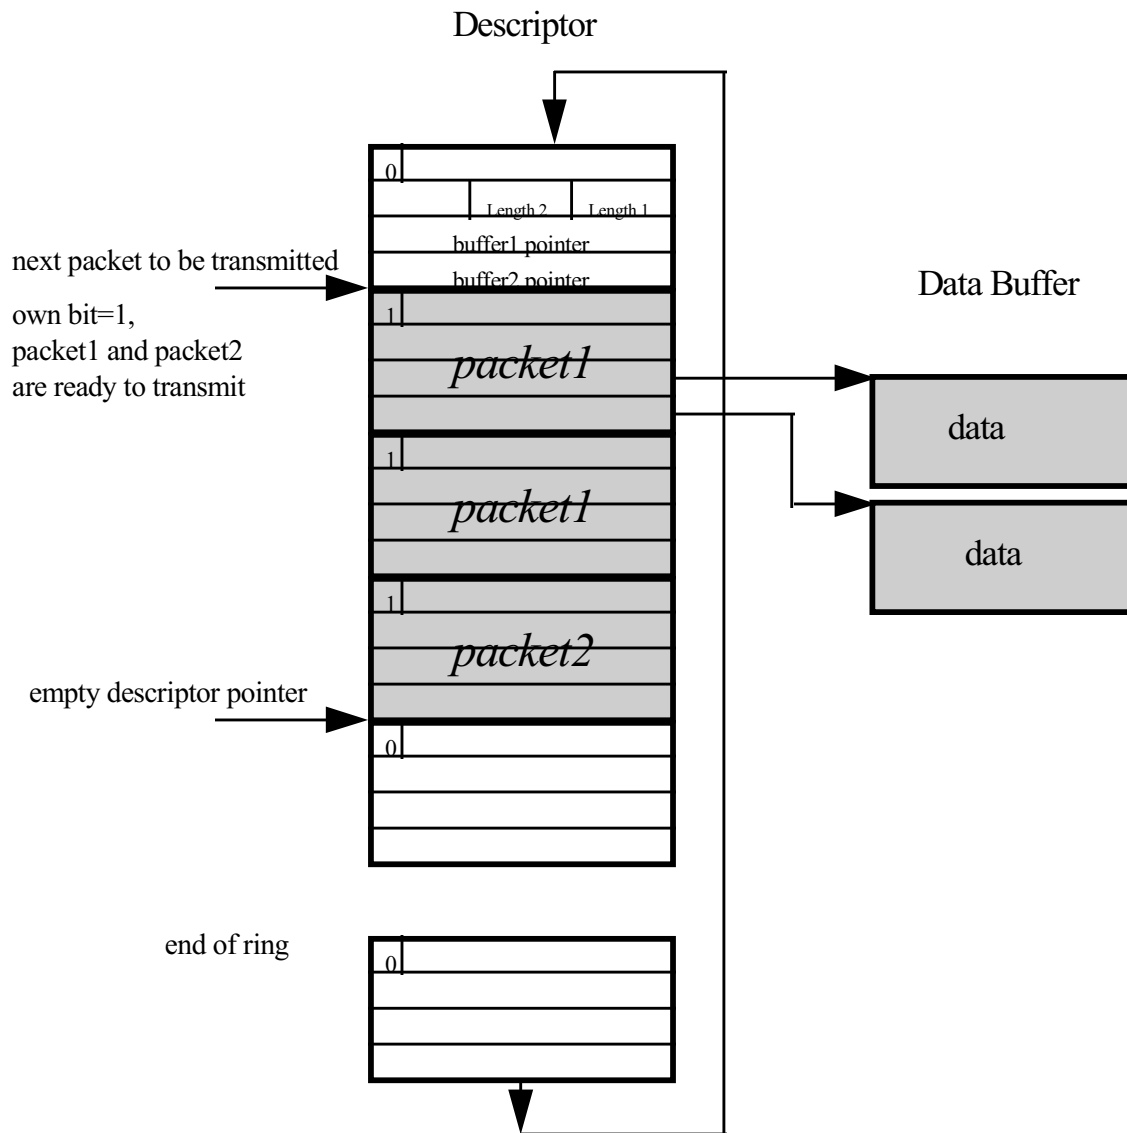 Descriptor
0
Length 2 Length 1
buffer1 pointer
buffer2 pointer
next packet to be transmitted
own bit=1,
packet1 and packet2
are ready to transmit
Data Buffer
1
packet1
data
1
packet1
data
1
packet2
empty descriptor pointer
0
end of ring
0